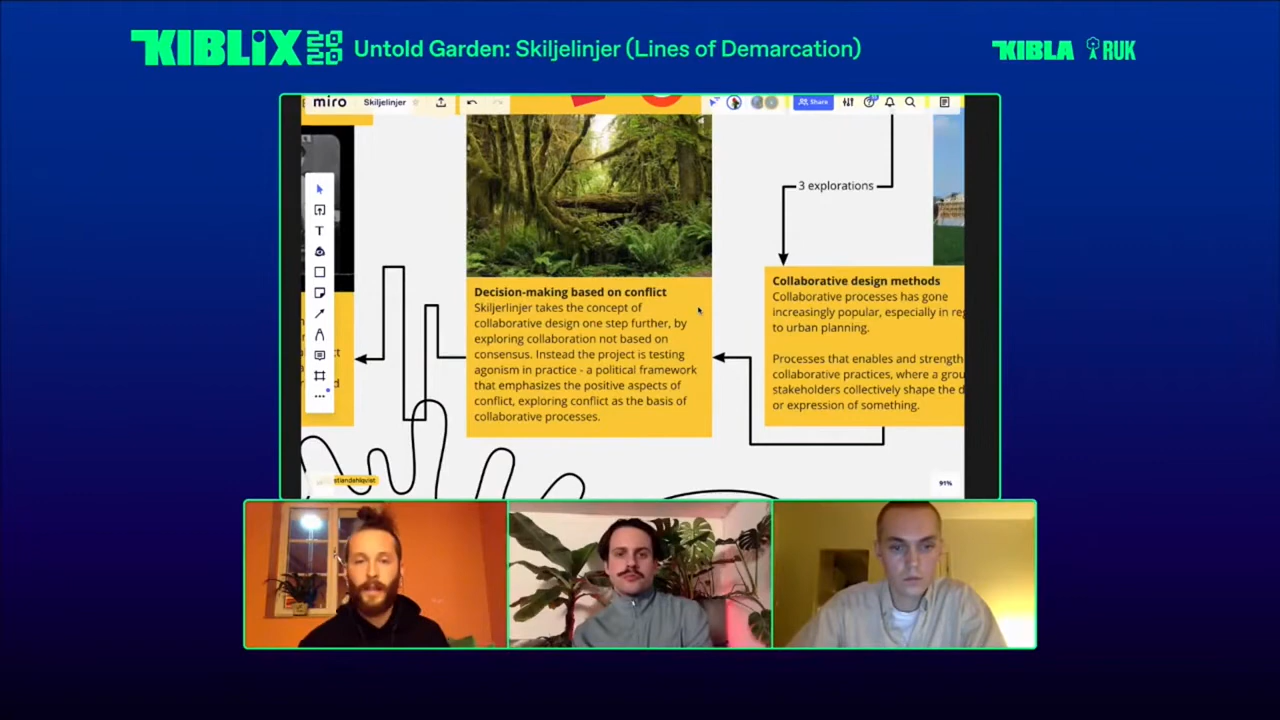 KIBLIX 2020 Untold Garden: Skiljelinjer (Lines of Demarcation) KIBLA RUK
miro Skiljelinjer Share
3 explorations
Decision-making based on conflict
Skiljerlinjer takes the concept of
collaborative design one step further, by
exploring collaboration not based on
consensus. Instead the project is testing
agonism in practice - a political framework
that emphasizes the positive aspects of
conflict, exploring conflict as the basis of
collaborative processes.
Collaborative design methods
Collaborative processes has gone
increasingly popular, especially in re
to urban planning.
Processes that enables and strength
collaborative practices, where a grou
stakeholders collectively shape the d
or expression of something.
stiandahlquist
91%